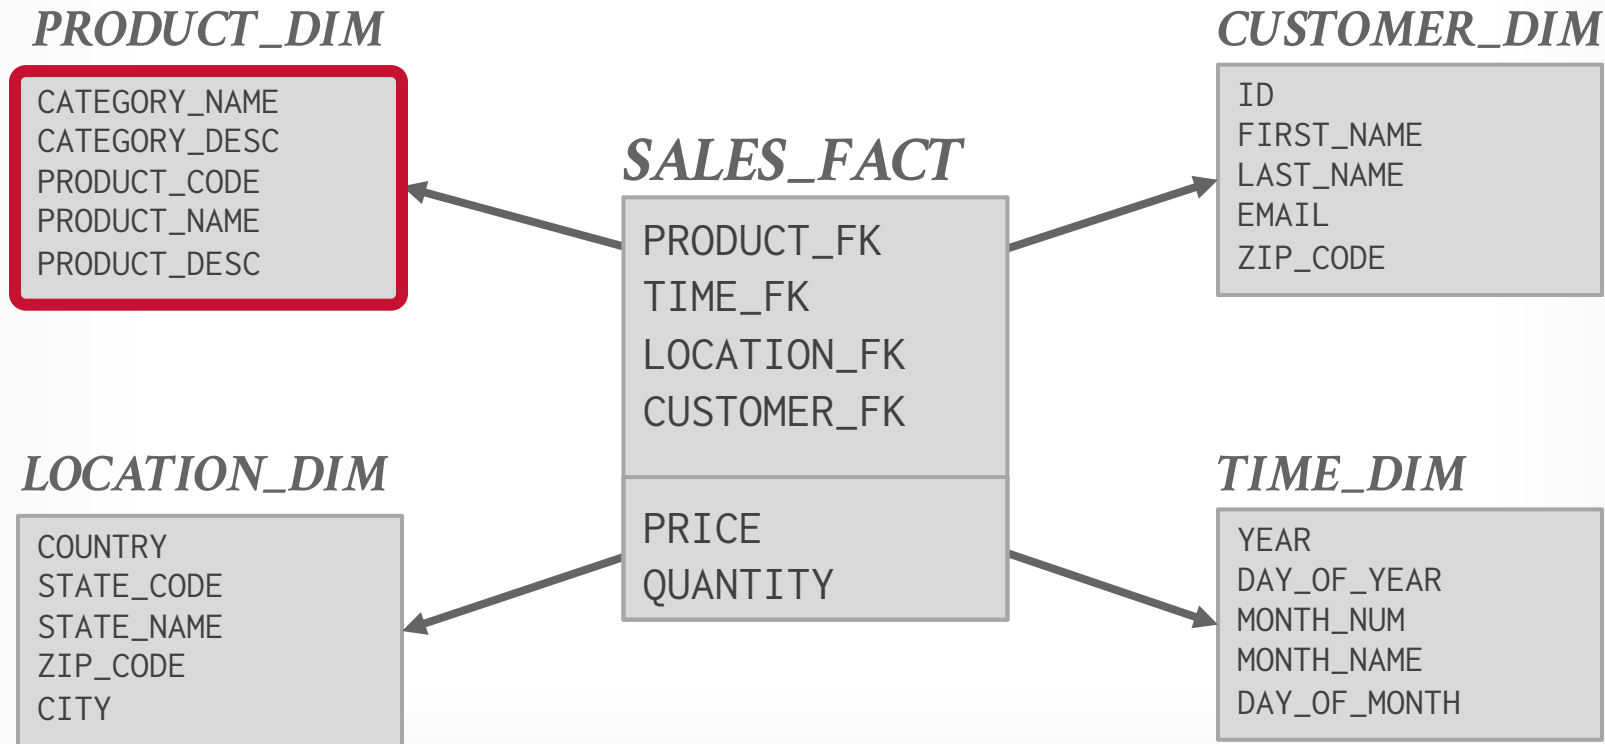 PRODUCT_DIM
CATEGORY_NAME
CATEGORY_DESC
PRODUCT_CODE
PRODUCT_NAME
PRODUCT_DESC
CUSTOMER_DIM
ID
FIRST_NAME
LAST_NAME
EMAIL
ZIP_CODE
SALES_FACT
PRODUCT_FK
TIME_FK
LOCATION_FK
CUSTOMER_FK
PRICE
QUANTITY
LOCATION_DIM
COUNTRY
STATE_CODE
STATE_NAME
ZIP_CODE
CITY
TIME_DIM
YEAR
DAY_OF_YEAR
MONTH_NUM
MONTH_NAME
DAY_OF_MONTH